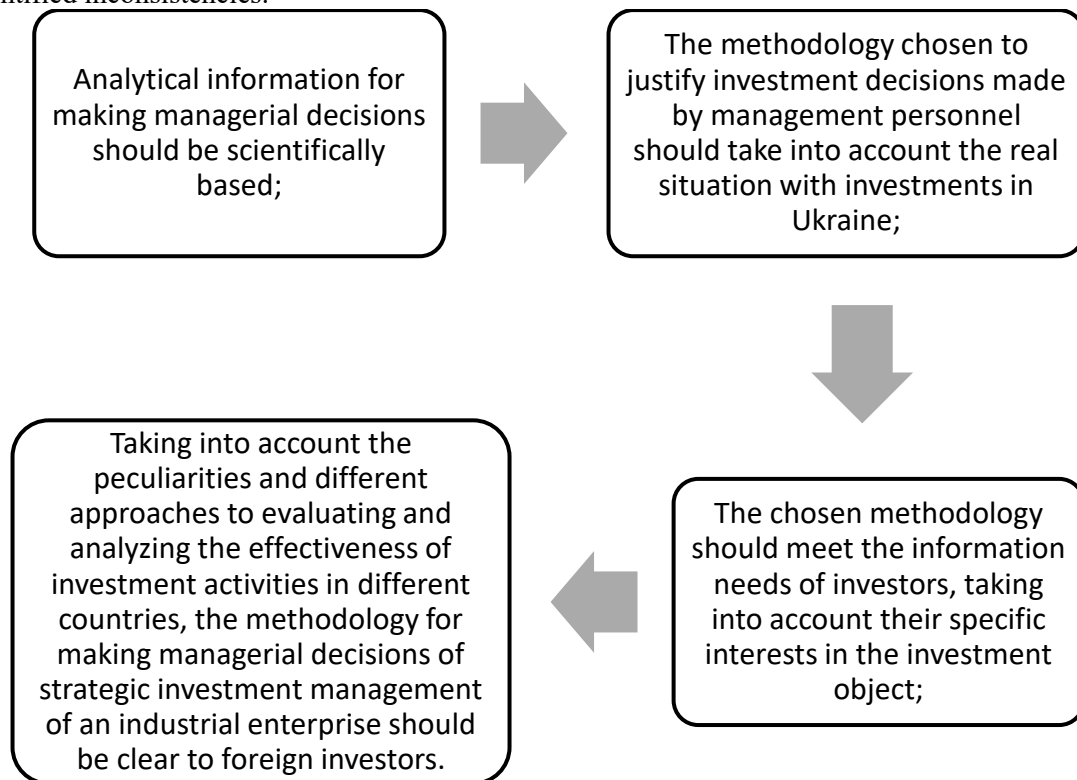 inconsistencies.
Analytical information for
making managerial decisions
should be scientifically
based;
The methodology chosen to
justify investment decisions made
by management personnel
should take into account the real
situation with investments in
Ukraine;
The chosen methodology
should meet the information
needs of investors, taking
into account their specific
interests in the investment
object;
Taking into account the
peculiarities and different
approaches to evaluating and
analyzing the effectiveness of
investment activities in different
countries, the methodology for
making managerial decisions of
strategic investment management
of an industrial enterprise should
be clear to foreign investors.